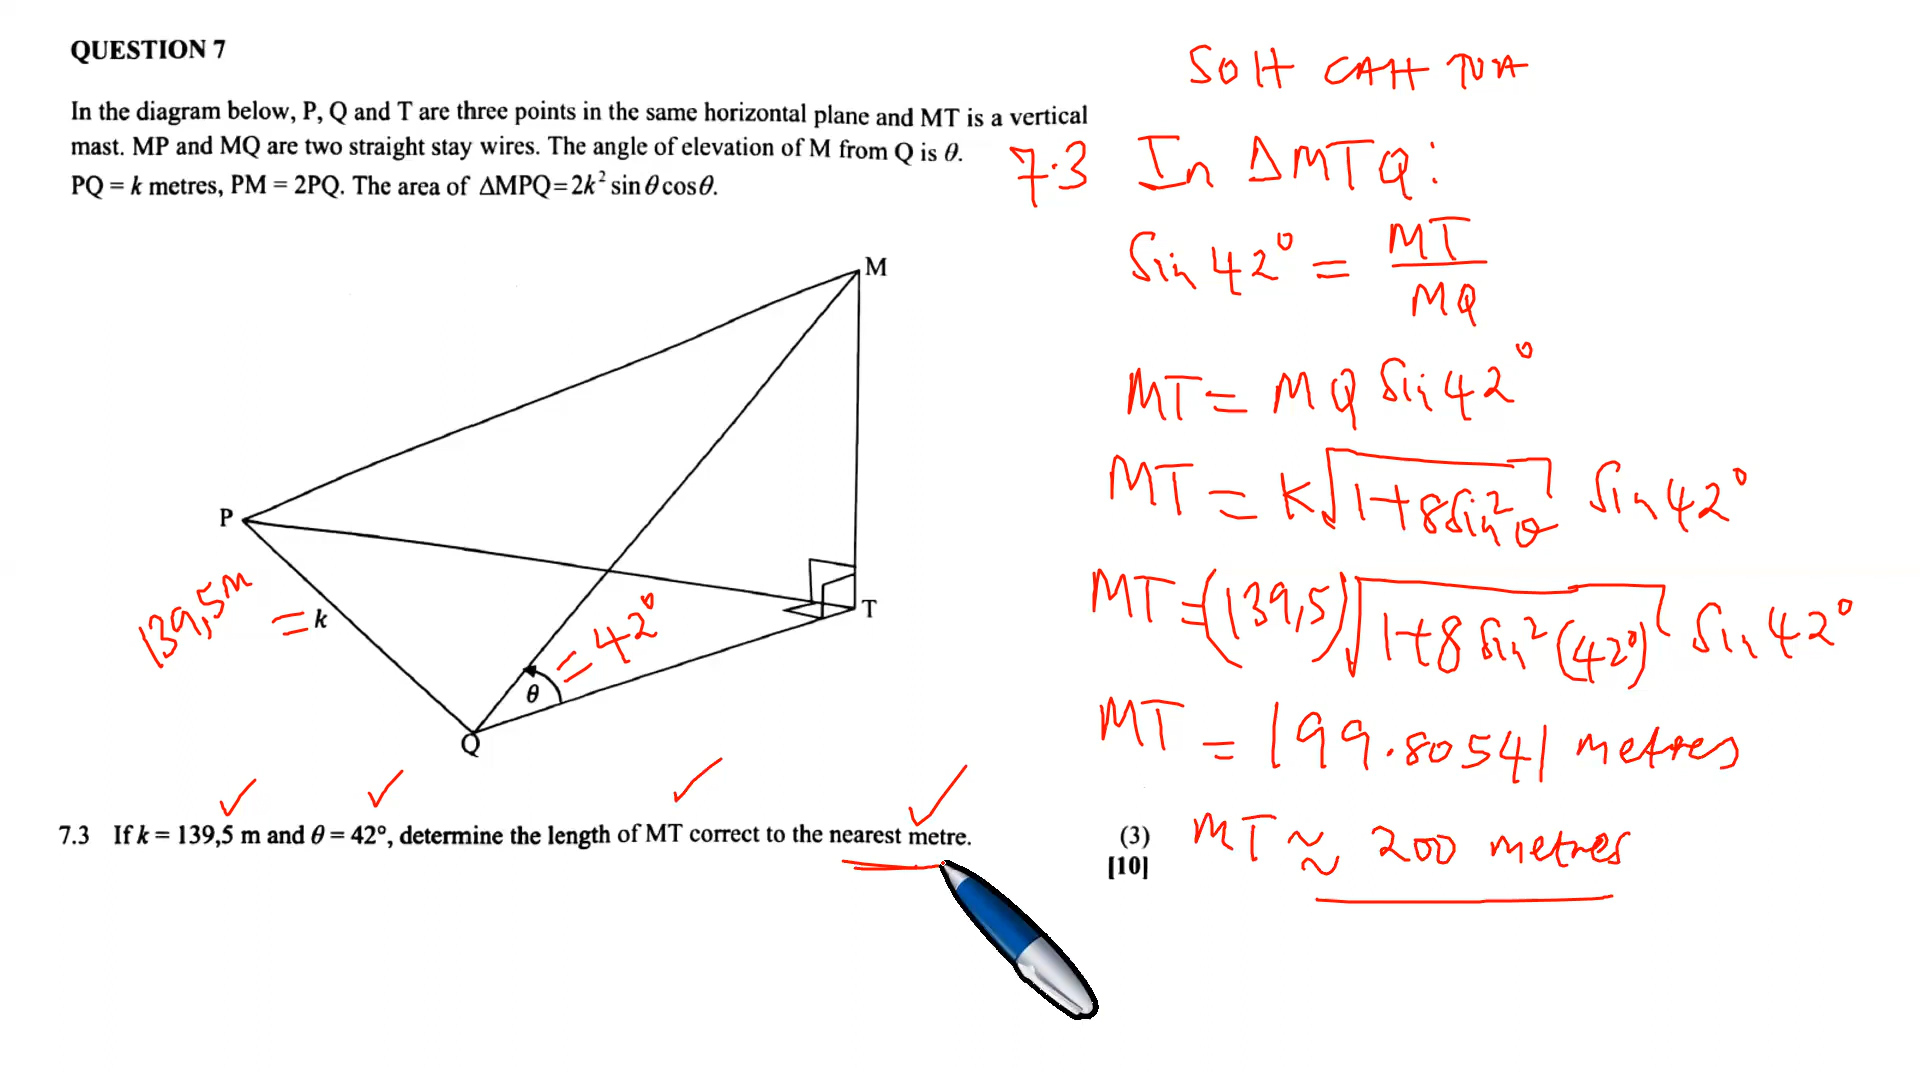 QUESTION 7
In the diagram below, P, Q and T are three points in the same horizontal plane and MT is a vertical
mast. MP and MQ are two straight stay wires. The angle of elevation of M from Q is θ.
PQ = k metres, PM = 2PQ. The area of ΔMPQ=2k² sinθcosθ.
M
P
T
k
139,5m =
θ
= 42°
Q
7.3 If k = 139,5 m and θ = 42°, determine the length of MT correct to the nearest metre. (3)
[10]
SOH CAH TOA
7.3 In ΔMTQ:
Sin 42° = MT/MQ
MT = MQ Sin 42°
MT = k√(1+8Sin²θ) Sin 42°
MT = (139,5)√(1+8 Sin²(42°)) Sin 42°
MT = 199.80541 metres
MT ≈ 200 metres